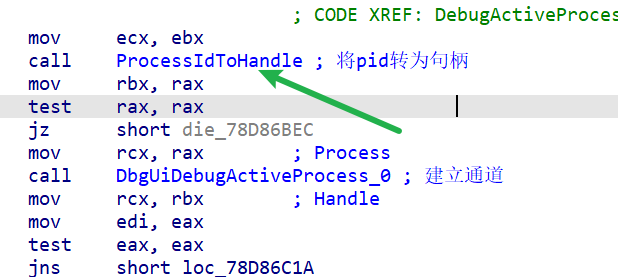 ; CODE XREF: DebugActiveProces
mov ecx, ebx
call ProcessIdToHandle ; 将pid转为句柄
mov rbx, rax
test rax, rax
jz short die_78D86BEC
mov rcx, rax ; Process
call DbgUiDebugActiveProcess_0 ; 建立通道
mov rcx, rbx ; Handle
mov edi, eax
test eax, eax
jns short loc_78D86C1A